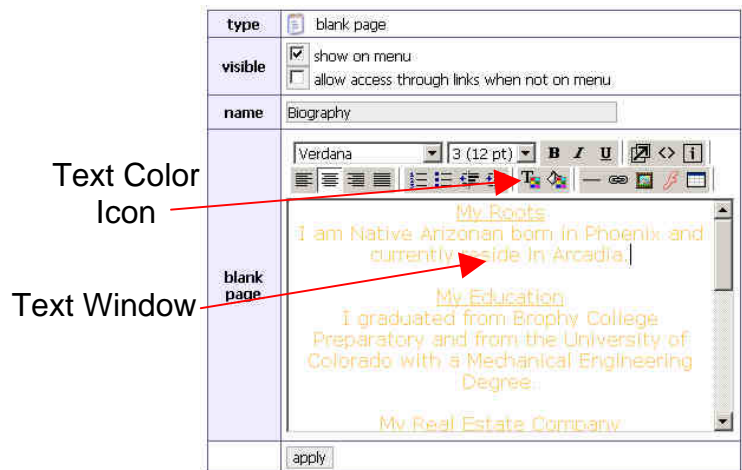 type blank page
visible show on menu
allow access through links when not on menu
name Biography
Verdana 3 (12 pt) B I U
Text Color
Icon
My Roots
I am Native Arizonan born in Phoenix and
currently reside in Arcadia.
blank
page
Text Window
My Education
I graduated from Brophy College
Preparatory and from the University of
Colorado with a Mechanical Engineering
Degree.
My Real Estate Company
apply